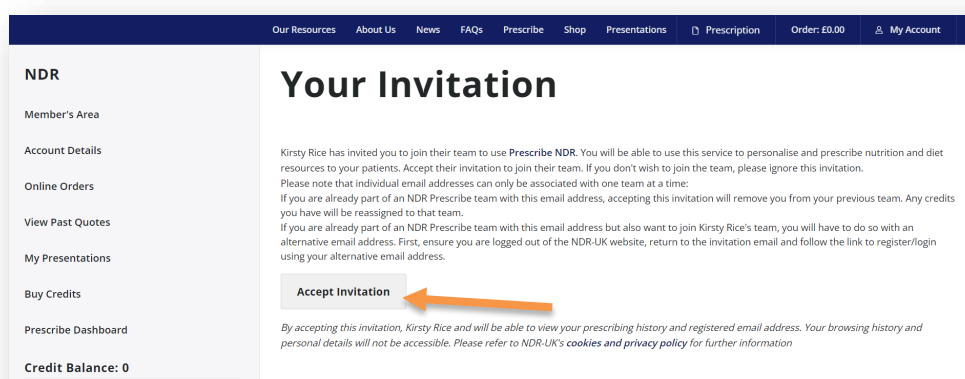 Our Resources About Us News FAQs Prescribe Shop Presentations Prescription Order: £0.00 My Account
NDR
Member's Area
Account Details
Online Orders
View Past Quotes
My Presentations
Buy Credits
Prescribe Dashboard
Credit Balance: 0
Your Invitation
Kirsty Rice has invited you to join their team to use Prescribe NDR. You will be able to use this service to personalise and prescribe nutrition and diet
resources to your patients. Accept their invitation to join their team. If you don't wish to join the team, please ignore this invitation.
Please note that individual email addresses can only be associated with one team at a time:
If you are already part of an NDR Prescribe team with this email address, accepting this invitation will remove you from your previous team. Any credits
you have will be reassigned to that team.
If you are already part of an NDR Prescribe team with this email address but also want to join Kirsty Rice's team, you will have to do so with an
alternative email address. First, ensure you are logged out of the NDR-UK website, return to the invitation email and follow the link to register/login
using your alternative email address.
Accept Invitation
By accepting this invitation, Kirsty Rice and will be able to view your prescribing history and registered email address. Your browsing history and
personal details will not be accessible. Please refer to NDR-UK's cookies and privacy policy for further information